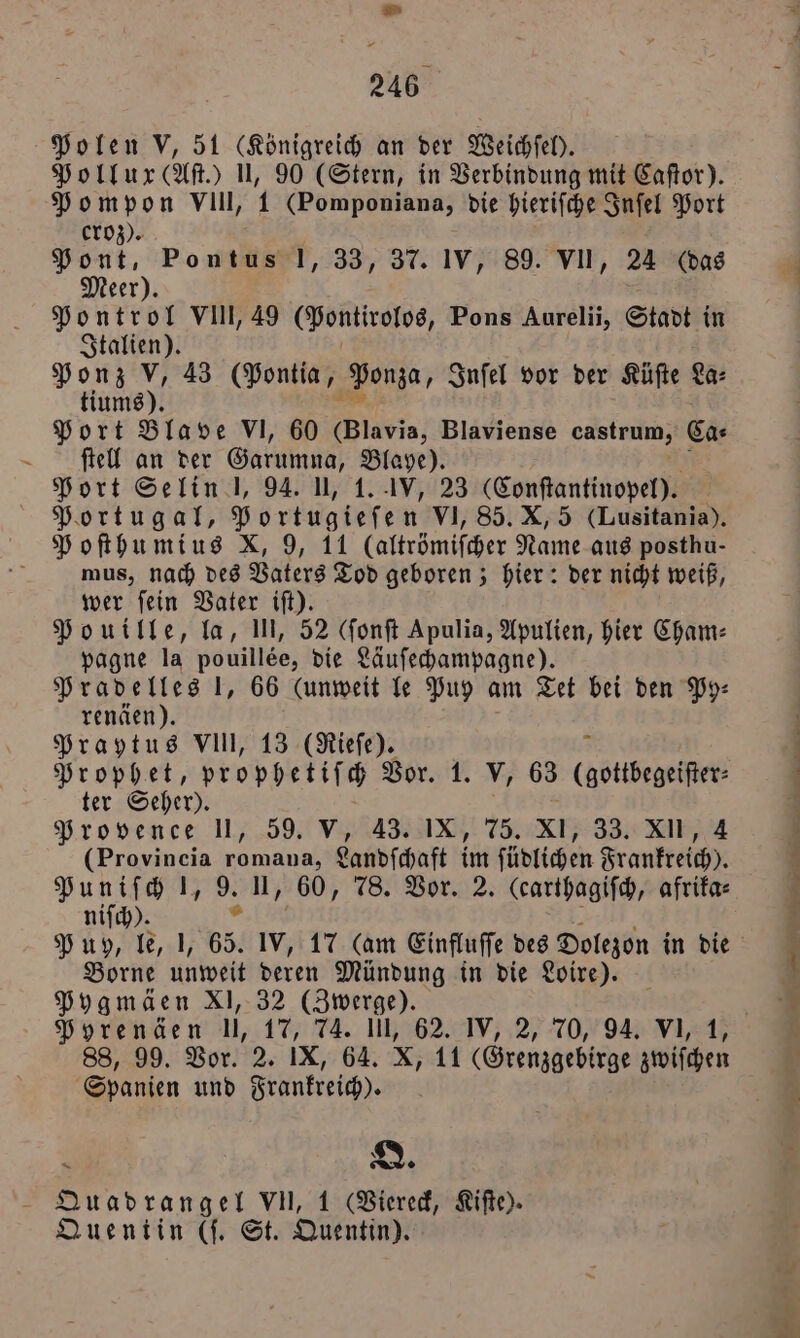 246
Polen V, 51 (Königreich an der Weichſel).
Pollux (Aſt.) II, 90 (Stern, in Verbindung mit Caſtor).
Pompon VIII, 1 (Pomponiana, die hieriſche Inſel Port
croz).
Pont, Pontus I, 33, 37. IV, 89. VII, 24 (das
Meer).
Pontrol VIII, 49 (Pontirolos, Pons Aurelii, Stadt in
Italien).
Ponz V, 43 (Pontia, Ponza, Inſel vor der Küſte La⸗
tiums).
Port Blave VI, 60 (Blavia, Blaviense castrum, Ca⸗
ſtell an der Garumna, Blaye).
Port Selin I, 94. II, 1. IV, 23 (Conſtantinopel).
Portugal, Portugieſen VI, 85. X, 5 (Lusitania).
Poſthumius X, 9, 11 (altrömiſcher Name aus posthu-
mus, nach des Vaters Tod geboren; hier: der nicht weiß,
wer ſein Vater iſt).
Pouille, la, III, 52 (ſonſt Apulia, Apulien, hier Cham⸗
pagne la pouillée, die Läuſechampagne).
Pradelles I, 66 (unweit le Puy am Tet bei den Py⸗
renäen).
Praytus VIII, 13 (Rieſe).
Prophet, prophetiſch Vor. 1. V, 63 (gottbegeiſter⸗
ter Seher).
Provence II, 59. V, 43. IX, 75. XI, 33. XII, 4
(Provincia romana, Landſchaft im ſüdlichen Frankreich).
Puniſch I, 9. II, 60, 78. Vor. 2. (carthagiſch, afrika⸗
niſch).
Puy, le, I, 65. IV, 17 (am Einfluſſe des Dolezon in die
Borne unweit deren Mündung in die Loire).
Pygmäen XI, 32 (Zwerge).
Pyrenäen II, 17, 74. III, 62. IV, 2, 70, 94. VI, 1,
88, 99. Vor. 2. IX, 64. X, 11 (Grenzgebirge zwiſchen
Spanien und Frankreich).
Q.
Quadrangel VII, 1 (Viereck, Kiſte).
Quentin (ſ. St. Quentin).